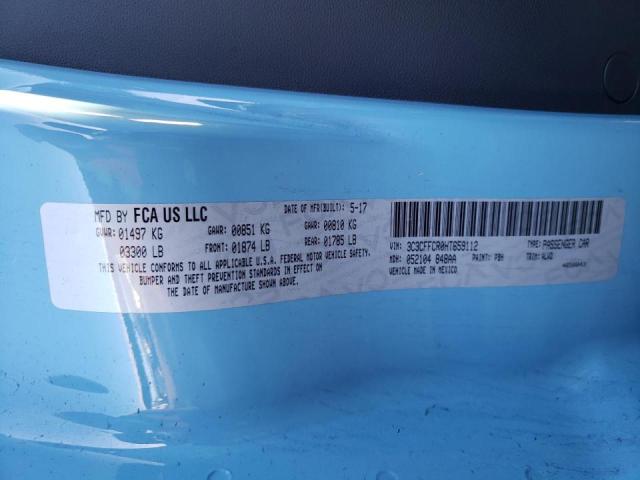 MFD BY FCA US LLC
DATE OF MFR(BUILT): 5-17
GVWR: 01497 KG
GAWR: 00851 KG
GAWR: 00810 KG
03300 LB
FRONT: 01874 LB
REAR: 01785 LB
THIS VEHICLE CONFORMS TO ALL APPLICABLE U.S.A. FEDERAL MOTOR VEHICLE SAFETY,
BUMPER AND THEFT PREVENTION STANDARDS IN EFFECT ON
THE DATE OF MANUFACTURE SHOWN ABOVE.
VIN: 3C3CFFCR0HT659112
TYPE: PASSENGER CAR
MDH: 052104 848AA
PAINT: PBH
TRIM: ALWD
VEHICLE MADE IN MEXICO.